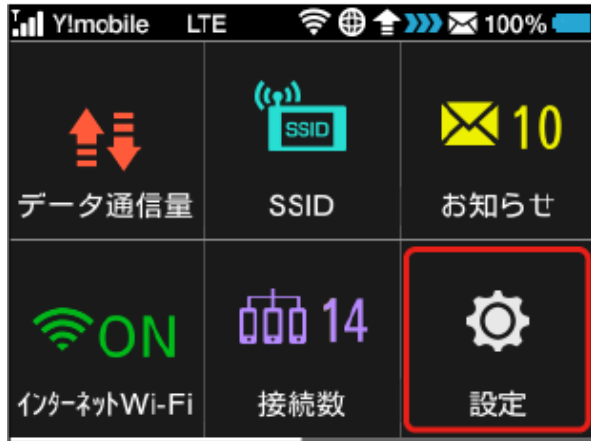 Y!mobile LTE 100%
SSID 10
データ通信量 SSID お知らせ
ON 14
インターネットWi-Fi 接続数 設定